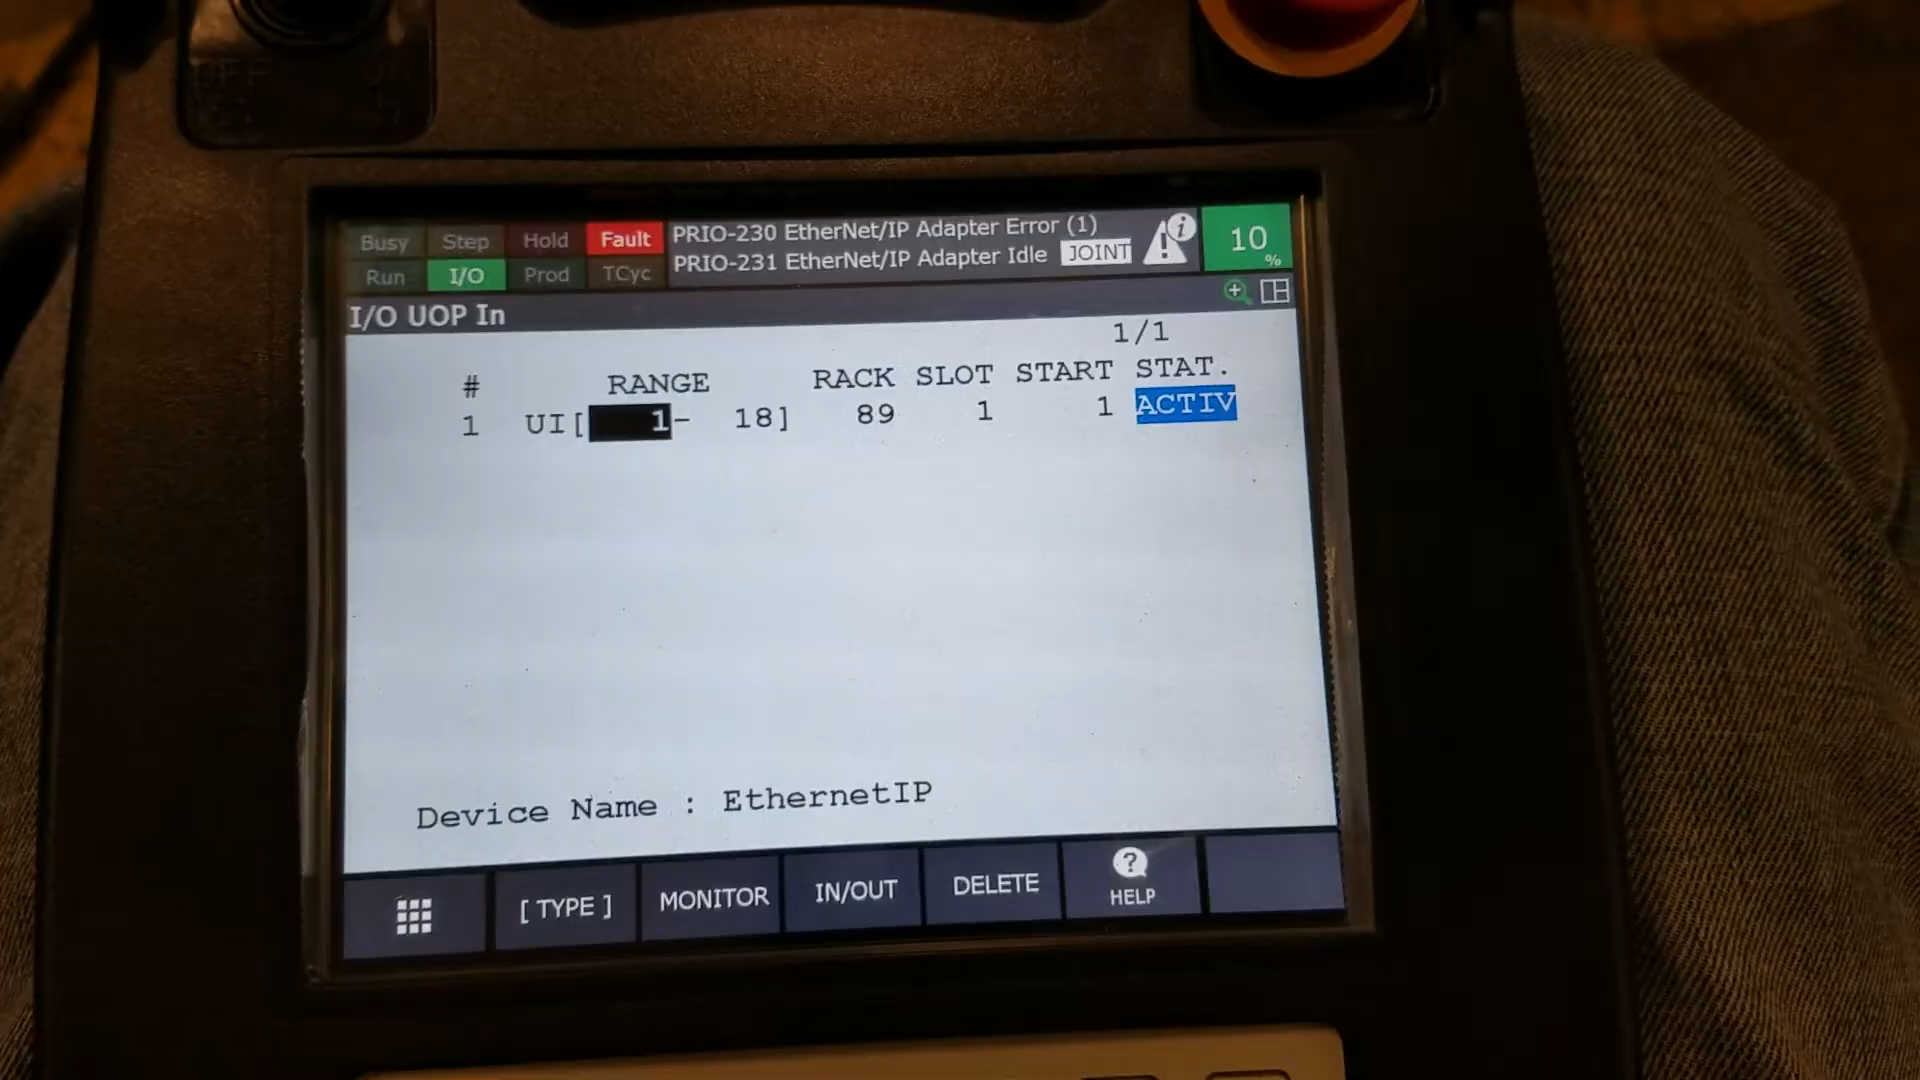 OFF
Busy Step Hold Fault PRIO-230 EtherNet/IP Adapter Error (1)
Run I/O Prod TCyc PRIO-231 EtherNet/IP Adapter Idle JOINT
10 %
I/O UOP In
1/1
# RANGE RACK SLOT START STAT.
1 UI[ 1- 18] 89 1 1 ACTIV
Device Name : EthernetIP
[ TYPE ] MONITOR IN/OUT DELETE ? HELP